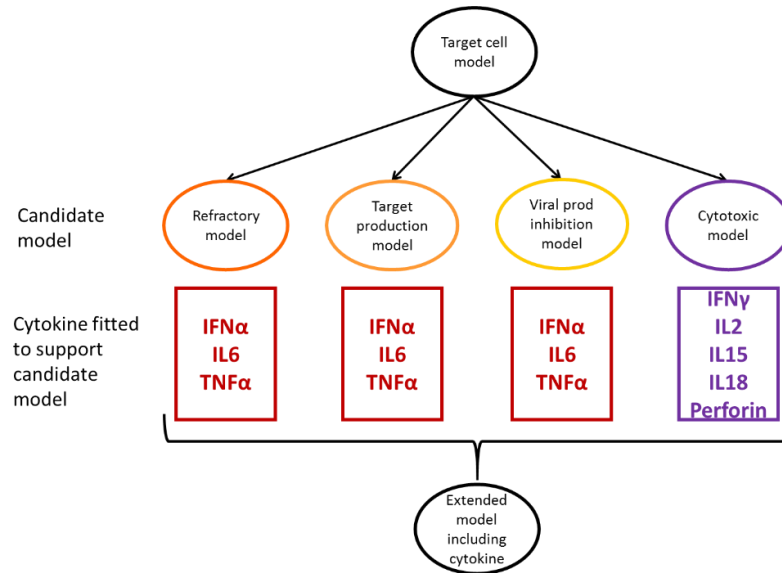 Target cell
model
Candidate
model
Refractory
model
Target
production
model
Viral prod
inhibition
model
Cytotoxic
model
Cytokine fitted
to support
candidate
model
IFNα
IL6
TNFα
IFNα
IL6
TNFα
IFNα
IL6
TNFα
IFNγ
IL2
IL15
IL18
Perforin
Extended
model
including
cytokine